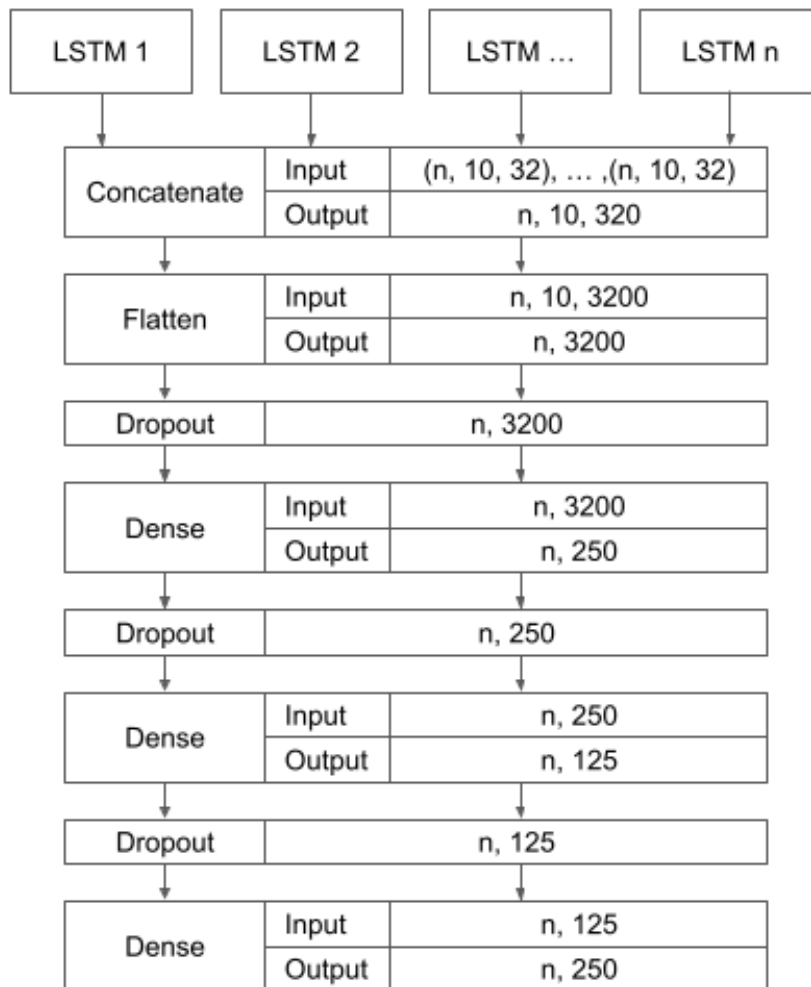 LSTM 1 LSTM 2 LSTM … LSTM n
Concatenate Input (n, 10, 32), … ,(n, 10, 32)
Output n, 10, 320
Flatten Input n, 10, 3200
Output n, 3200
Dropout n, 3200
Dense Input n, 3200
Output n, 250
Dropout n, 250
Dense Input n, 250
Output n, 125
Dropout n, 125
Dense Input n, 125
Output n, 250